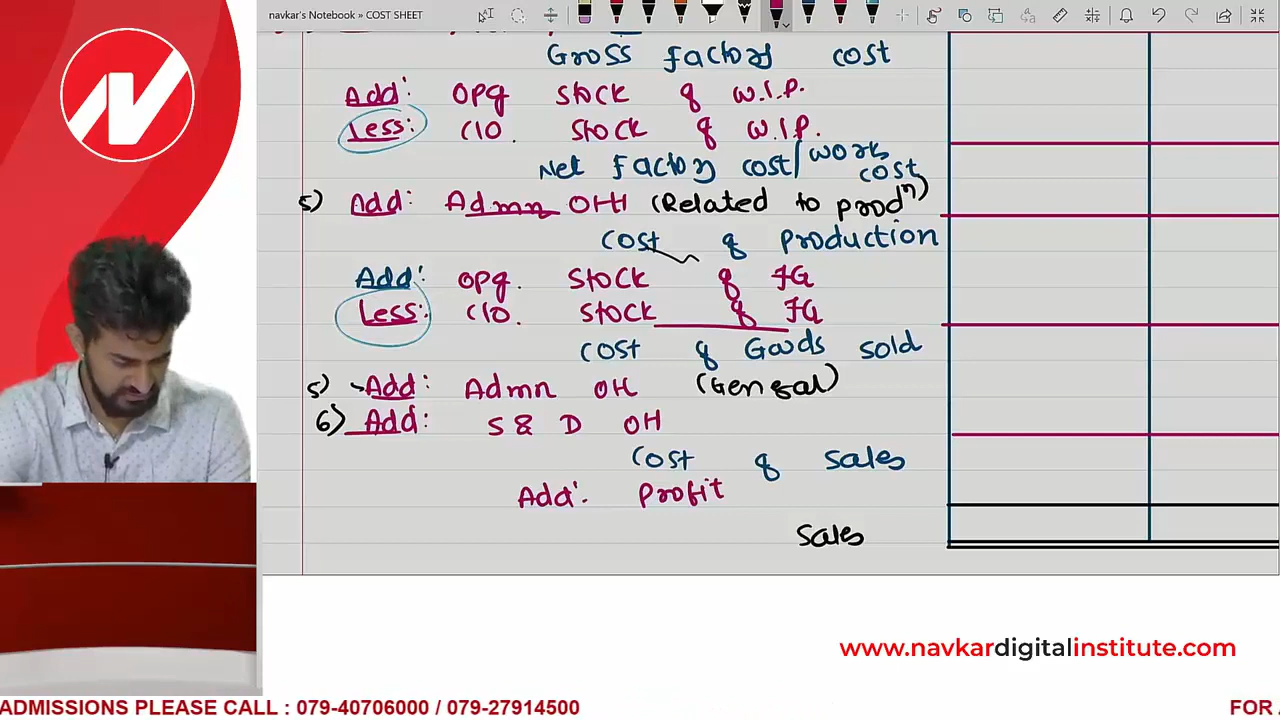 navkar's Notebook » COST SHEET
Gross factory cost
Add: opg stock of W.I.P.
Less: clo. stock of W.I.P.
Net factory cost/works cost
5) Add: Admn OHH (Related to prodⁿ)
cost of production
Add: opg. stock of FG
Less: clo. stock of FG
cost of Goods sold
5) Add: Admn OH (General)
6) Add: S & D OH
cost of sales
Add: profit
Sales
www.navkardigitalinstitute.com
ADMISSIONS PLEASE CALL : 079-40706000 / 079-27914500
FOR